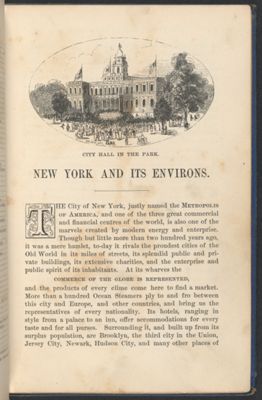 CITY HALL IN THE PARK.
NEW YORK AND ITS ENVIRONS.
THE City of New York, justly named the METROPOLIS
OF AMERICA, and one of the three great commercial
and financial centres of the world, is also one of the
marvels created by modern energy and enterprise.
Though but little more than two hundred years ago,
it was a mere hamlet, to-day it rivals the proudest cities of the
Old World in its miles of streets, its splendid public and pri-
vate buildings, its extensive charities, and the enterprise and
public spirit of its inhabitants. At its wharves the
COMMERCE OF THE GLOBE IS REPRESENTED,
and the products of every clime come here to find a market.
More than a hundred Ocean Steamers ply to and fro between
this city and Europe, and other countries, and bring us the
representatives of every nationality. Its hotels, ranging in
style from a palace to an inn, offer accommodations for every
taste and for all purses. Surrounding it, and built up from its
surplus population, are Brooklyn, the third city in the Union,
Jersey City, Newark, Hudson City, and many other places of